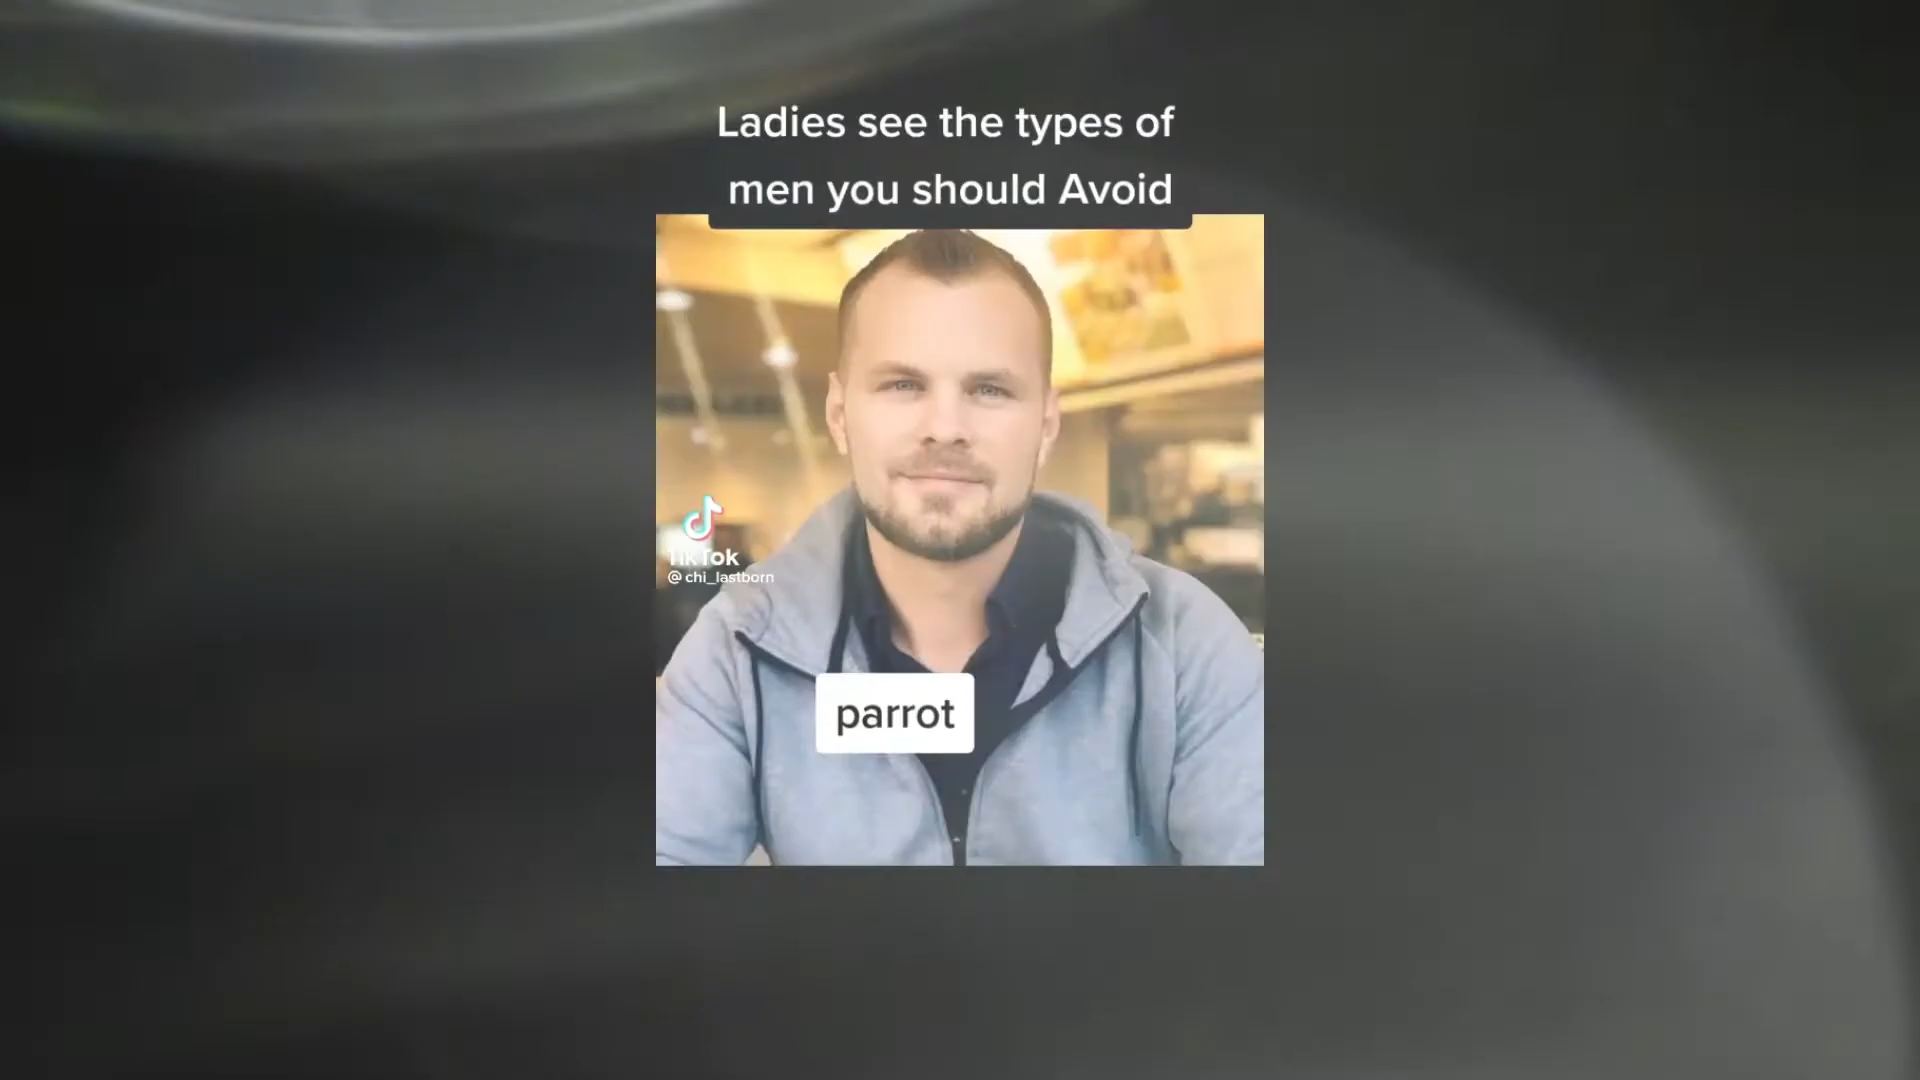 Ladies see the types of
men you should Avoid
TikTok
@ chi_lastborn
parrot